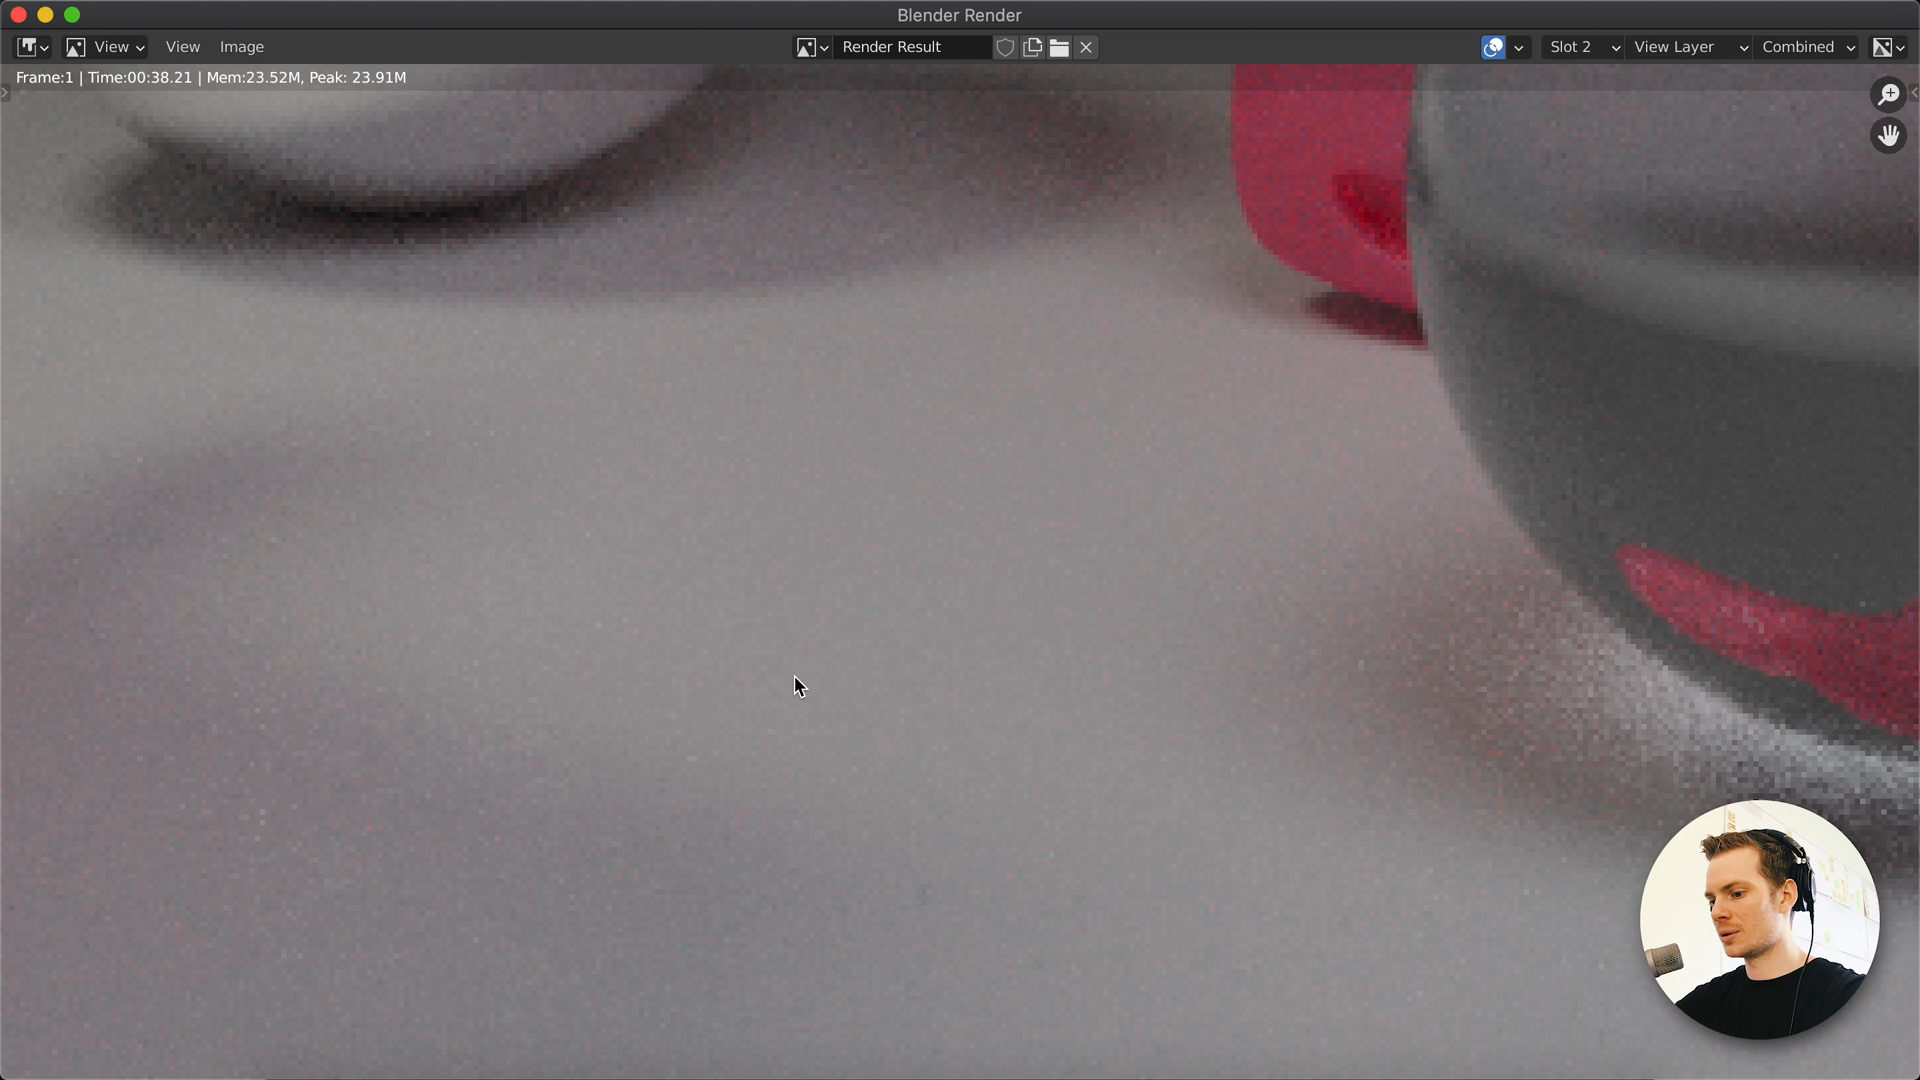 Blender Render
View View Image Render Result Slot 2 View Layer Combined
Frame:1 | Time:00:38.21 | Mem:23.52M, Peak: 23.91M